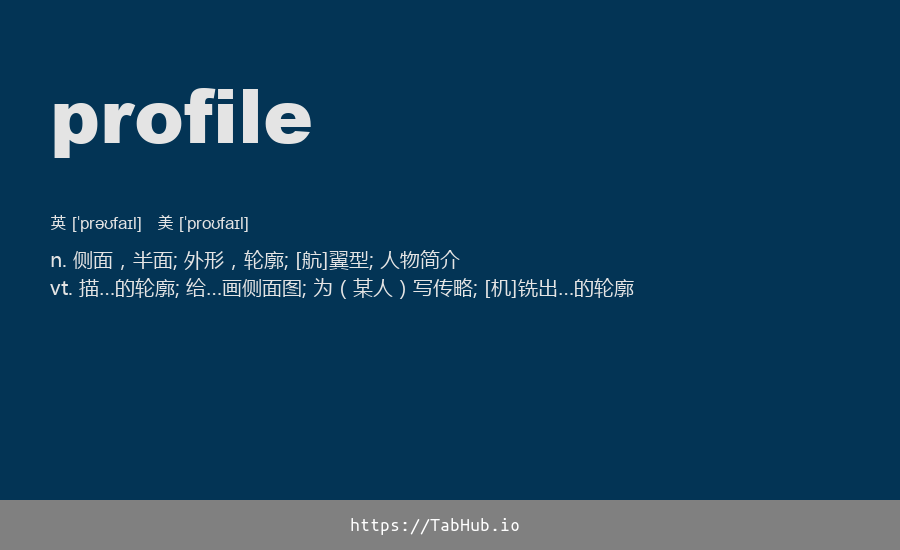 profile
英 [ˈprəʊfaɪl]   美 [ˈproʊfaɪl]
n. 侧面，半面; 外形，轮廓; [航]翼型; 人物简介
vt. 描…的轮廓; 给…画侧面图; 为（某人）写传略; [机]铣出…的轮廓
https://TabHub.io